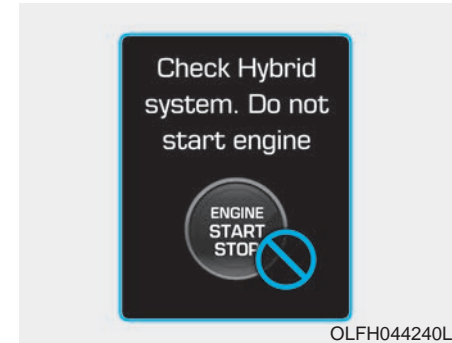 Check Hybrid
system. Do not
start engine
ENGINE
START
STOP
OLFH044240L